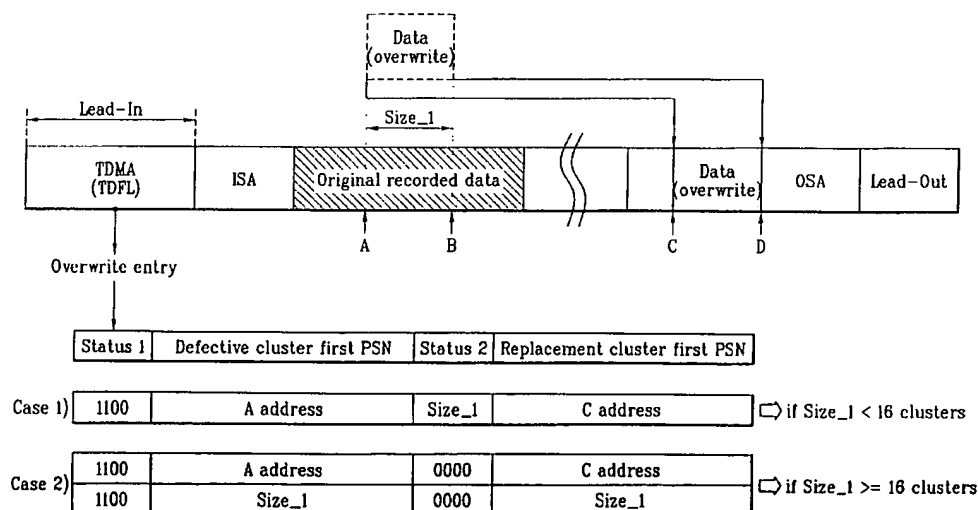 Data
(overwrite)
Lead-In
Size_1
TDMA
(TDFL)
ISA
Original recorded data
Data
(overwrite)
OSA
Lead-Out
A
B
C
D
Overwrite entry
Status 1
Defective cluster first PSN
Status 2
Replacement cluster first PSN
Case 1)
1100
A address
Size_1
C address
if Size_1 < 16 clusters
Case 2)
1100
A address
0000
C address
1100
Size_1
0000
Size_1
if Size_1 >= 16 clusters